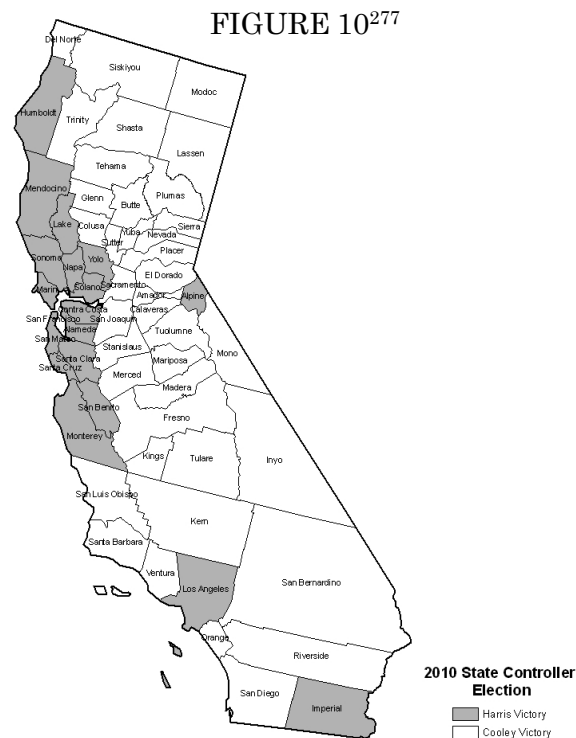 FIGURE 10²⁷⁷
Del Norte
Siskiyou
Modoc
Humboldt
Trinity
Shasta
Lassen
Tehama
Mendocino
Plumas
Glenn
Butte
Lake
Colusa
Sierra
Yuba
Nevada
Sutter
Placer
Sonoma
Yolo
Napa
El Dorado
Marin
Solano
Sacramento
Amador
Alpine
Calaveras
Contra Costa
San Francisco
San Joaquin
Tuolumne
Alameda
San Mateo
Stanislaus
Mono
Santa Clara
Mariposa
Santa Cruz
Merced
Madera
San Benito
Fresno
Monterey
Kings
Tulare
Inyo
San Luis Obispo
Kern
Santa Barbara
Ventura
Los Angeles
San Bernardino
Orange
Riverside
San Diego
Imperial
2010 State Controller
Election
Harris Victory
Cooley Victory